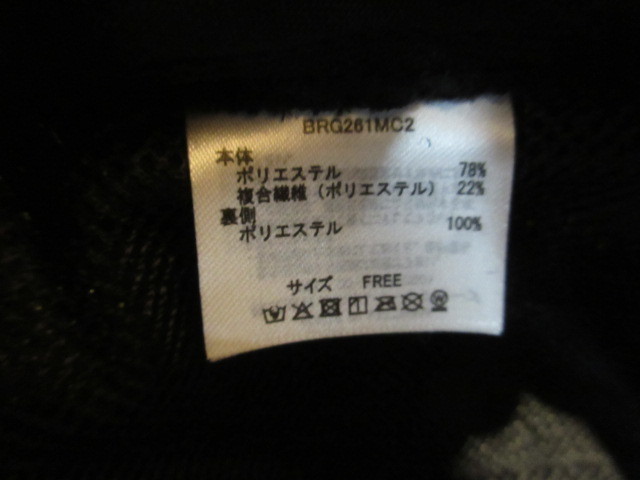 BRG261MC2
本体
ポリエステル 78%
複合繊維（ポリエステル）22%
裏側
ポリエステル 100%
サイズ FREE